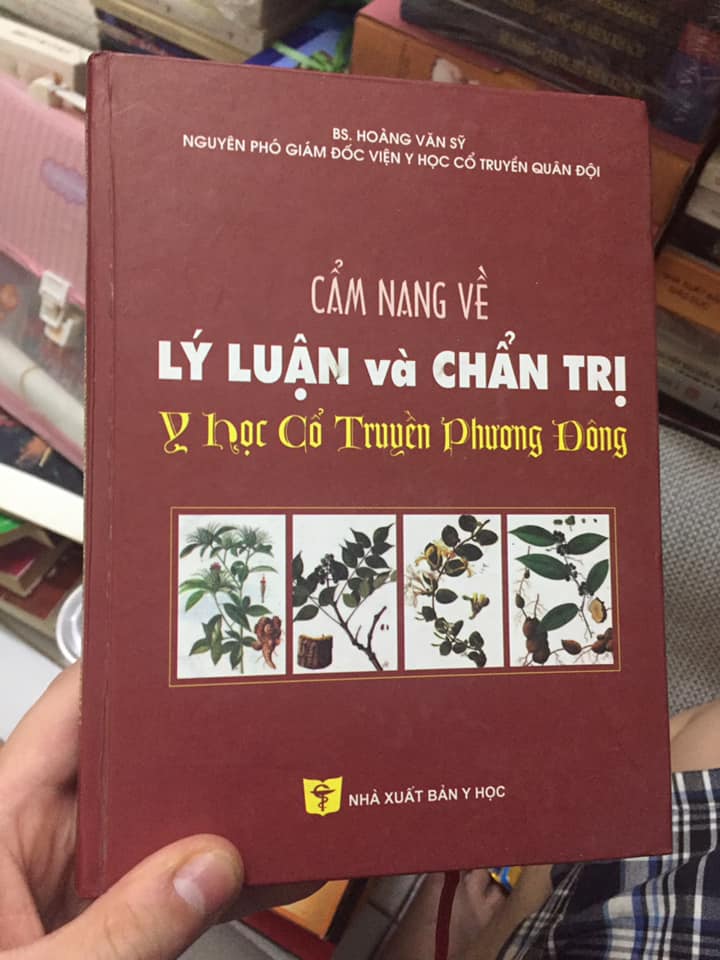 BS. HOÀNG VĂN SỸ
NGUYÊN PHÓ GIÁM ĐỐC VIỆN Y HỌC CỔ TRUYỀN QUÂN ĐỘI
CẨM NANG VỀ
LÝ LUẬN và CHẨN TRỊ
Y Học Cổ Truyền Phương Đông
NHÀ XUẤT BẢN Y HỌC